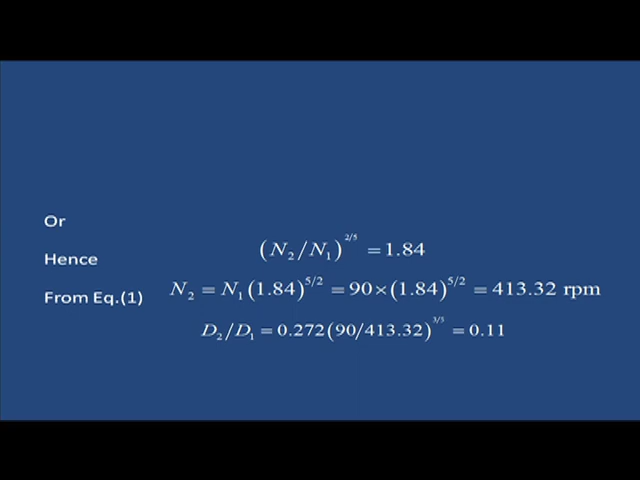 Or
(N₂/N₁)^2/5 = 1.84
Hence
N₂ = N₁(1.84)^5/2 = 90×(1.84)^5/2 = 413.32 rpm
From Eq.(1)
D₂/D₁ = 0.272(90/413.32)^3/5 = 0.11